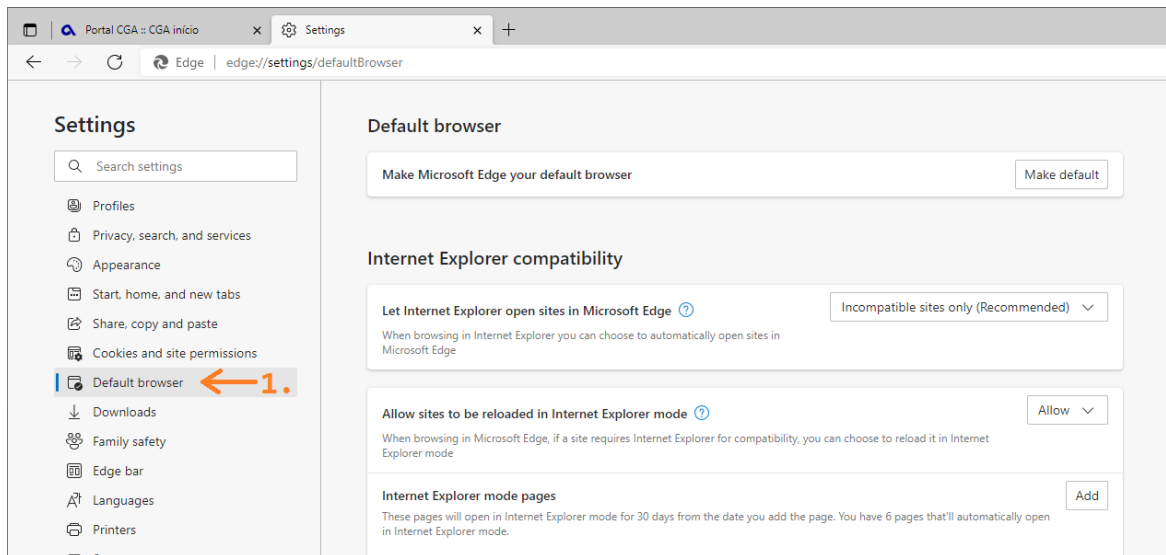 Portal CGA :: CGA início
Settings
Edge | edge://settings/defaultBrowser
Settings
Search settings
Profiles
Privacy, search, and services
Appearance
Start, home, and new tabs
Share, copy and paste
Cookies and site permissions
Default browser 1.
Downloads
Family safety
Edge bar
Languages
Printers
Default browser
Make Microsoft Edge your default browser
Make default
Internet Explorer compatibility
Let Internet Explorer open sites in Microsoft Edge
Incompatible sites only (Recommended)
When browsing in Internet Explorer you can choose to automatically open sites in
Microsoft Edge
Allow sites to be reloaded in Internet Explorer mode
Allow
When browsing in Microsoft Edge, if a site requires Internet Explorer for compatibility, you can choose to reload it in Internet
Explorer mode
Internet Explorer mode pages
Add
These pages will open in Internet Explorer mode for 30 days from the date you add the page. You have 6 pages that'll automatically open
in Internet Explorer mode.